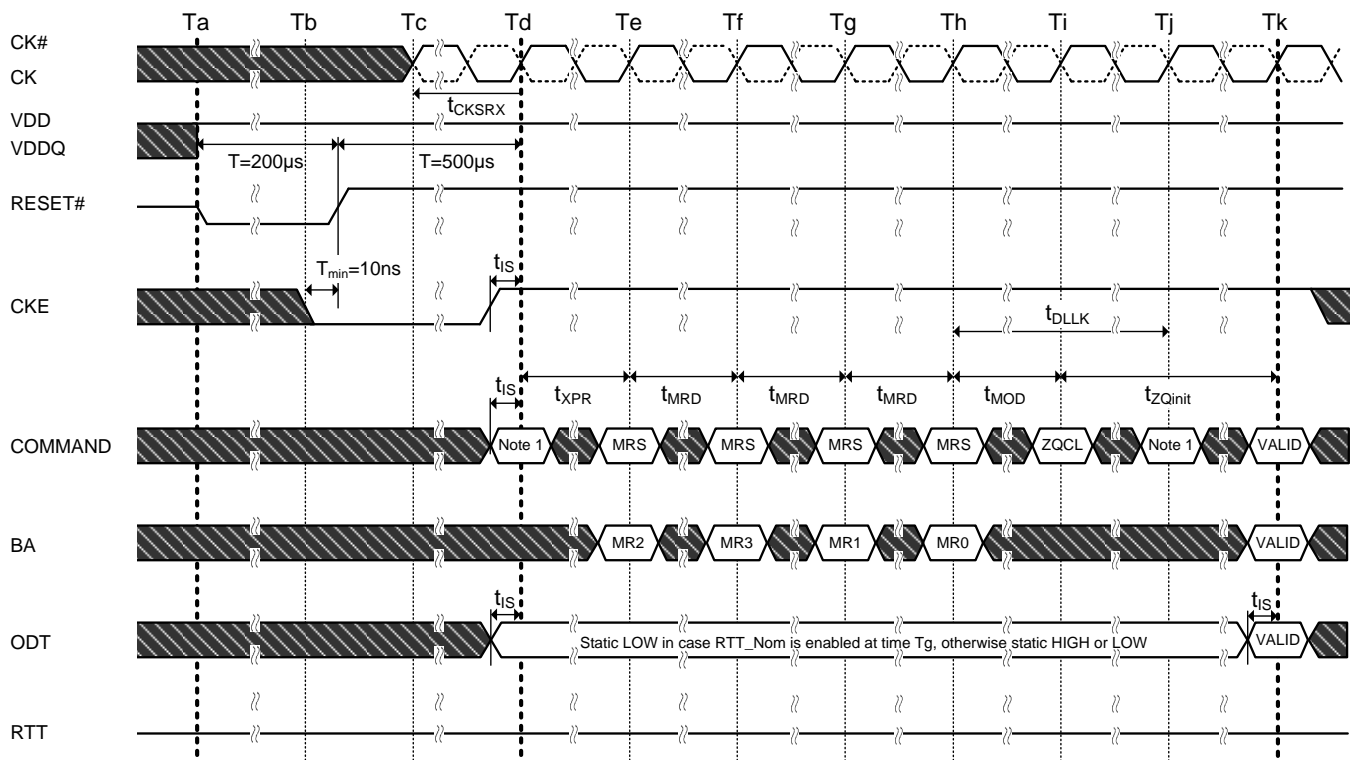 Ta Tb Tc Td Te Tf Tg Th Ti Tj Tk
CK#
CK
tCKSRX
VDD
VDDQ
T=200µs T=500µs
RESET#
Tmin=10ns tIS
CKE
tDLLK
tIS tXPR tMRD tMRD tMRD tMOD tZQinit
COMMAND Note 1 MRS MRS MRS MRS ZQCL Note 1 VALID
BA MR2 MR3 MR1 MR0 VALID
tIS tIS
ODT Static LOW in case RTT_Nom is enabled at time Tg, otherwise static HIGH or LOW VALID
RTT